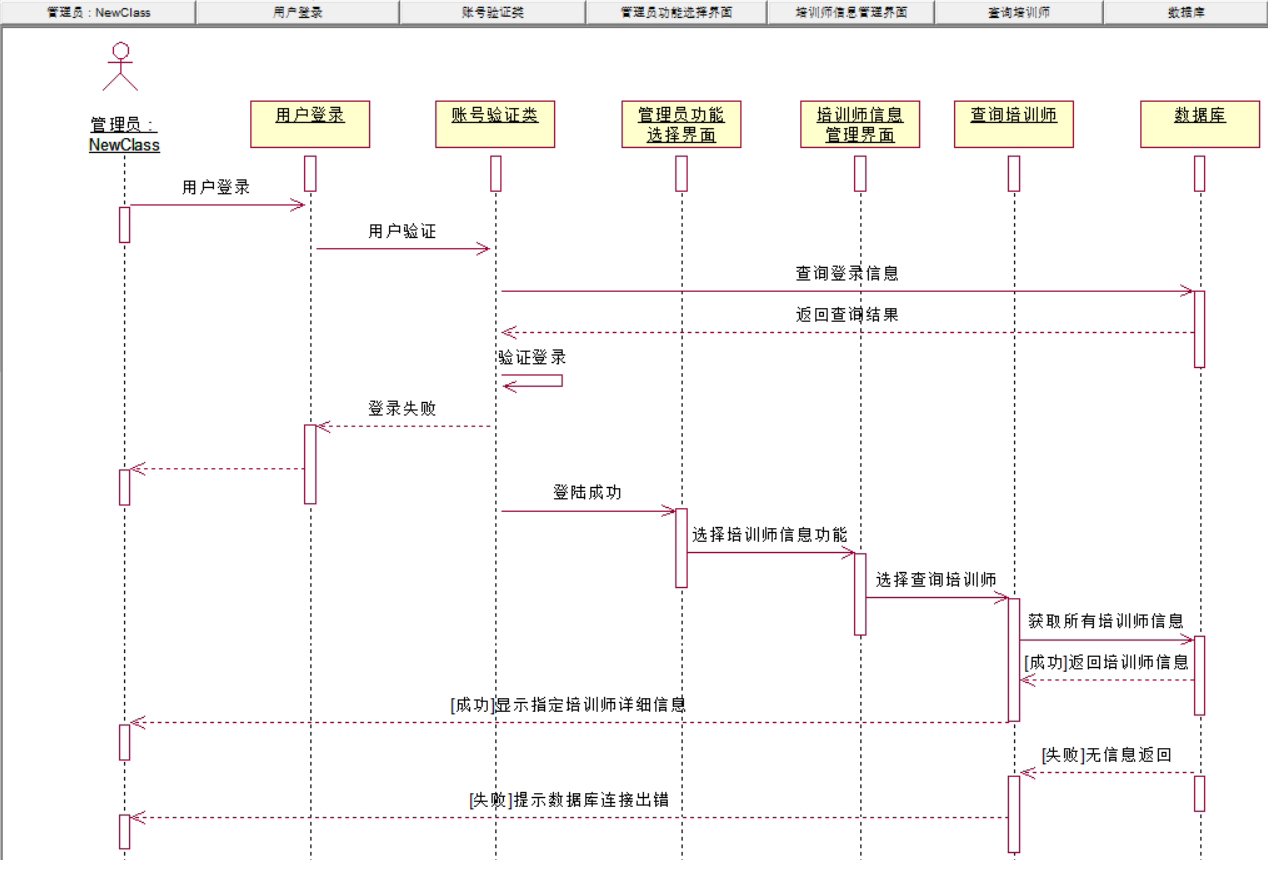 管理员：NewClass
用户登录
账号验证类
管理员功能选择界面
培训师信息管理界面
查询培训师
数据库
管理员：
NewClass
用户登录
账号验证类
管理员功能
选择界面
培训师信息
管理界面
查询培训师
数据库
用户登录
用户验证
查询登录信息
返回查询结果
验证登录
登录失败
登陆成功
选择培训师信息功能
选择查询培训师
获取所有培训师信息
[成功]返回培训师信息
[成功]显示指定培训师详细信息
[失败]无信息返回
[失败]提示数据库连接出错